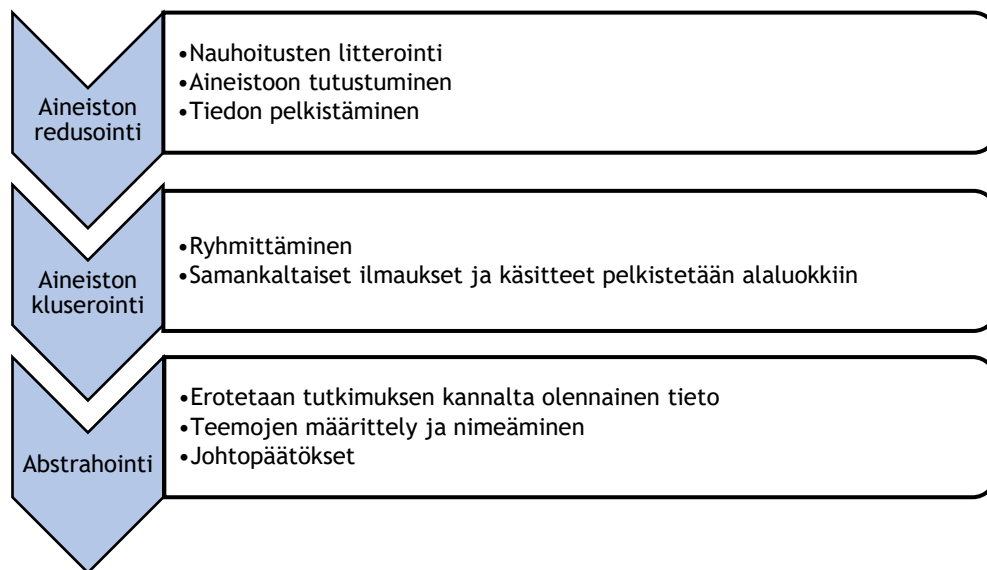 Aineiston
redusointi
•Nauhoitusten litterointi
•Aineistoon tutustuminen
•Tiedon pelkistäminen
Aineiston
kluserointi
•Ryhmittäminen
•Samankaltaiset ilmaukset ja käsitteet pelkistetään alaluokkiin
Abstrahointi
•Erotetaan tutkimuksen kannalta olennainen tieto
•Teemojen määrittely ja nimeäminen
•Johtopäätökset